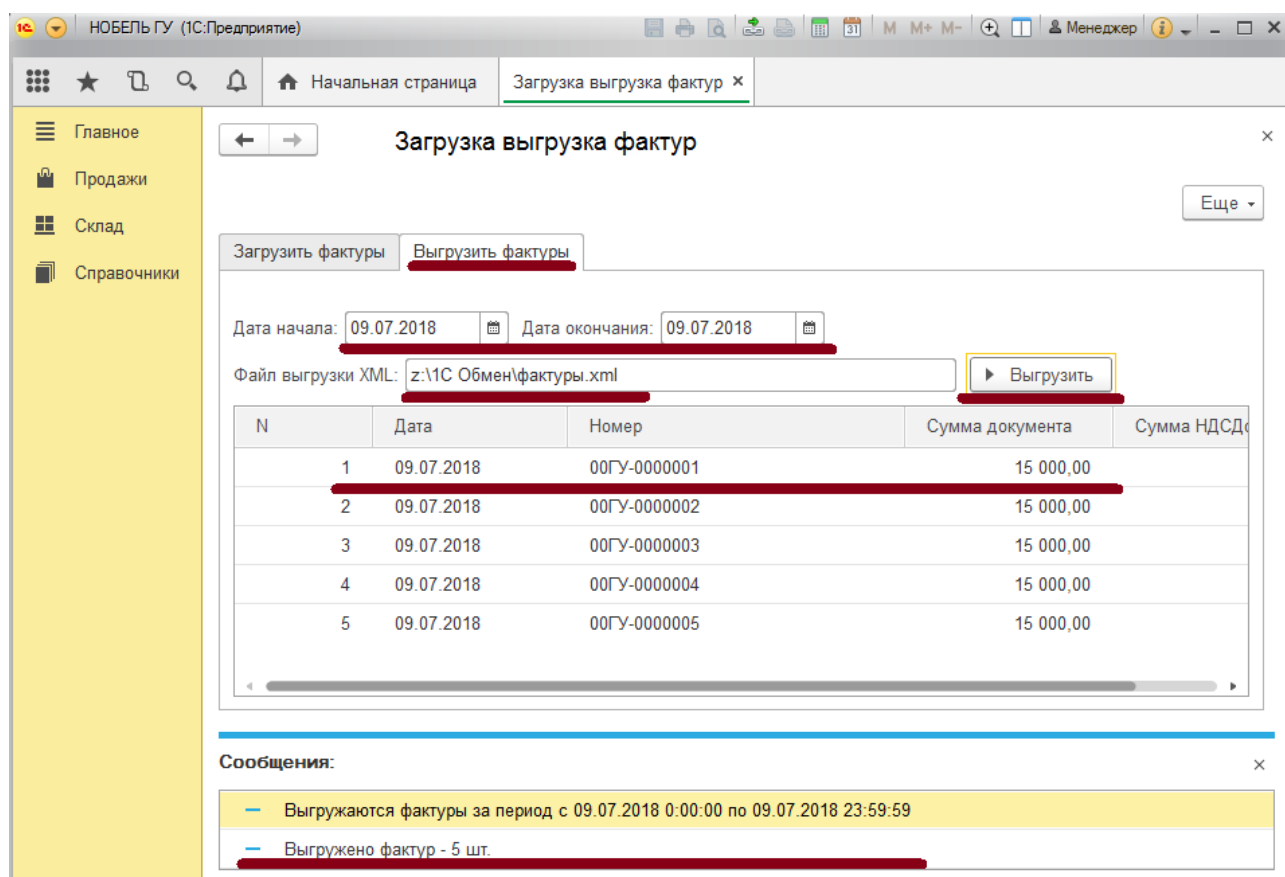 1С НОБЕЛЬ ГУ (1С:Предприятие) 31 M M+ M- Менеджер i
Начальная страница Загрузка выгрузка фактур ×
Главное
Продажи
Склад
Справочники
Загрузка выгрузка фактур
Еще
Загрузить фактуры Выгрузить фактуры
Дата начала: 09.07.2018 Дата окончания: 09.07.2018
Файл выгрузки XML: z:\1С Обмен\фактуры.xml Выгрузить
N Дата Номер Сумма документа Сумма НДСДо
1 09.07.2018 00ГУ-0000001 15 000,00
2 09.07.2018 00ГУ-0000002 15 000,00
3 09.07.2018 00ГУ-0000003 15 000,00
4 09.07.2018 00ГУ-0000004 15 000,00
5 09.07.2018 00ГУ-0000005 15 000,00
Сообщения:
Выгружаются фактуры за период с 09.07.2018 0:00:00 по 09.07.2018 23:59:59
Выгружено фактур - 5 шт.